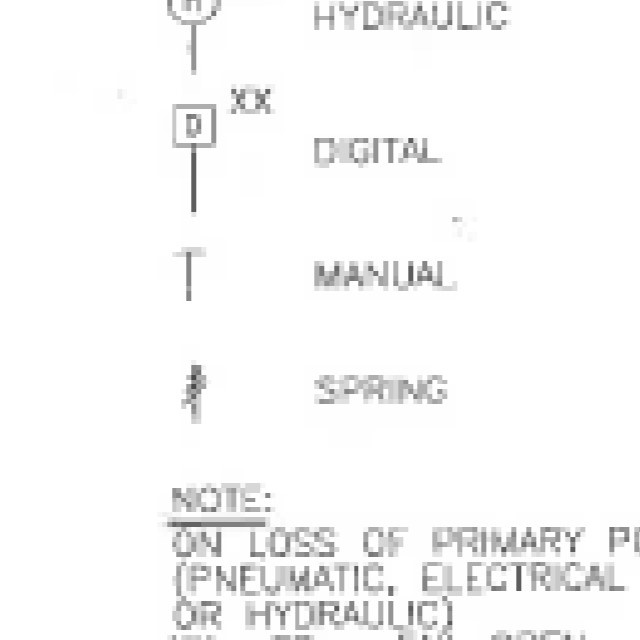 H
HYDRAULIC
XX
D
DIGITAL
MANUAL
SPRING
NOTE:
ON LOSS OF PRIMARY
(PNEUMATIC, ELECTRICAL
OR HYDRAULIC)